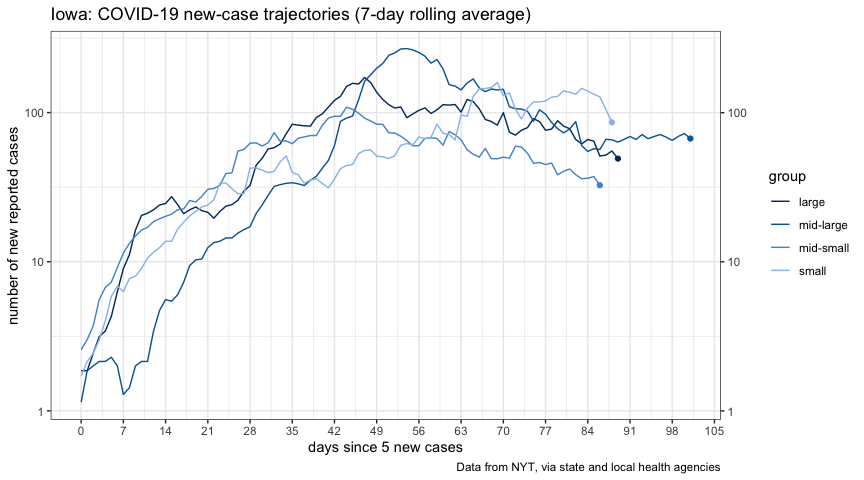 Iowa: COVID-19 new-case trajectories (7-day rolling average)
number of new reported cases
100
10
1
100
10
1
0 7 14 21 28 35 42 49 56 63 70 77 84 91 98 105
days since 5 new cases
group
large
mid-large
mid-small
small
Data from NYT, via state and local health agencies